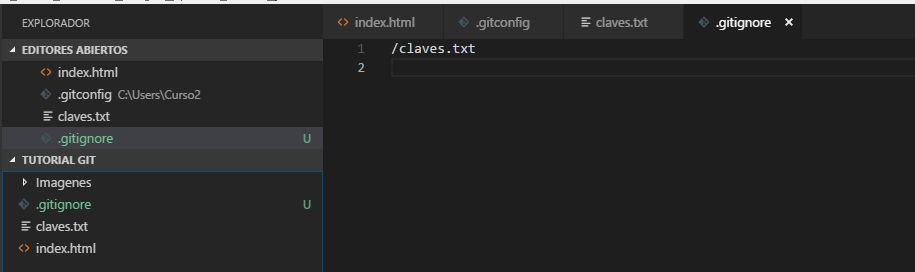 EXPLORADOR
EDITORES ABIERTOS
index.html
.gitconfig C:\Users\Curso2
claves.txt
.gitignore U
TUTORIAL GIT
Imagenes
.gitignore U
claves.txt
index.html
index.html .gitconfig claves.txt .gitignore ×
1 /claves.txt
2